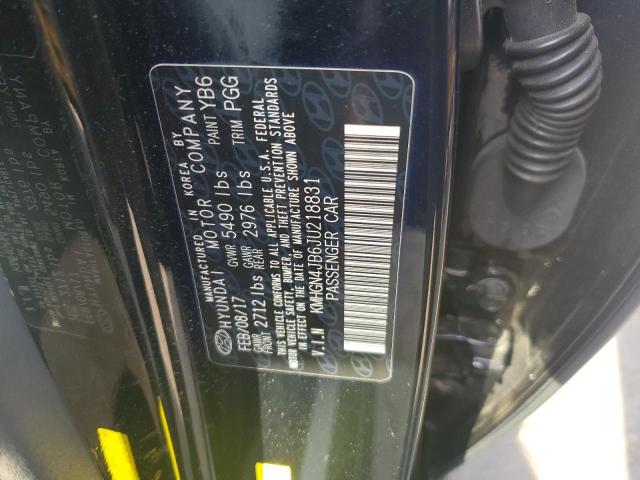 MANUFACTURED IN KOREA BY
HYUNDAI MOTOR COMPANY
FEB/08/17 GVWR 5490 lbs PAINT YB6
GAWR FRONT 2712 lbs GAWR REAR 2976 lbs TRIM PGG
THIS VEHICLE CONFORMS TO ALL APPLICABLE U.S.A. FEDERAL
MOTOR VEHICLE SAFETY, BUMPER, AND THEFT PREVENTION STANDARDS
IN EFFECT ON THE DATE OF MANUFACTURE SHOWN ABOVE
V.I.N KMHGN4JB6JU218831
PASSENGER CAR